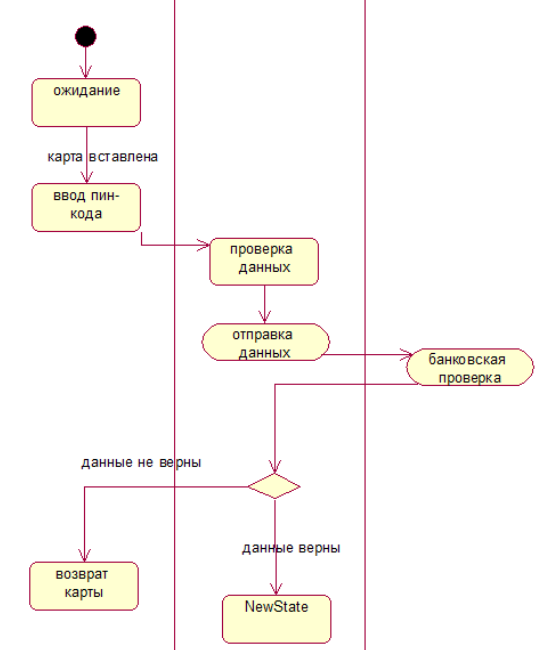 ожидание
карта вставлена
ввод пин-
кода
проверка
данных
отправка
данных
банковская
проверка
данные не верны
данные верны
возврат
карты
NewState